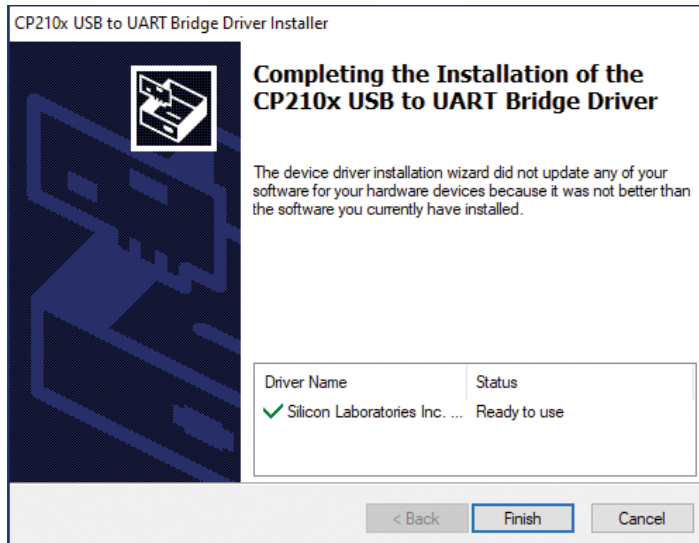 CP210x USB to UART Bridge Driver Installer
Completing the Installation of the
CP210x USB to UART Bridge Driver
The device driver installation wizard did not update any of your
software for your hardware devices because it was not better than
the software you currently have installed.
Driver Name Status
Silicon Laboratories Inc. ... Ready to use
< Back Finish Cancel